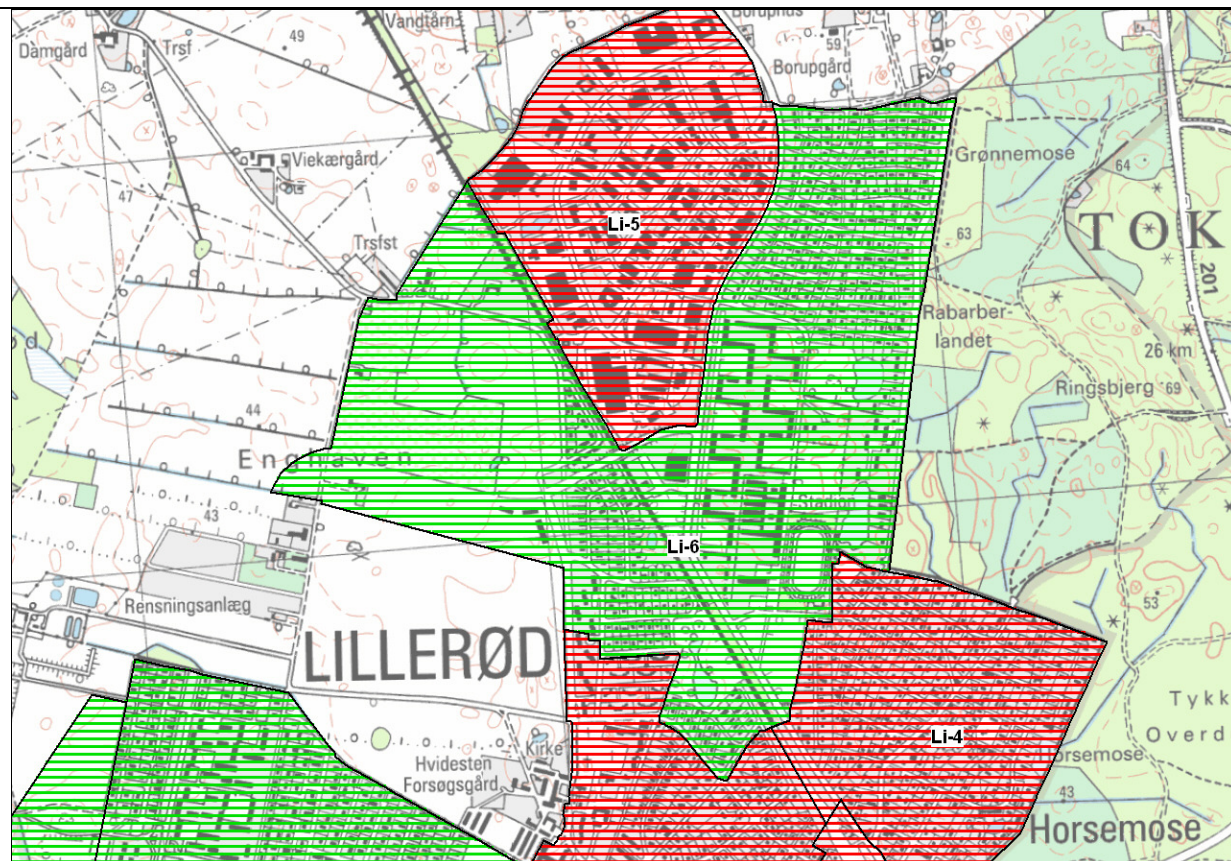 Vandtårn
Damgård
Trsf
49
59
Borupgård
Viekærgård
Grønnemose
64
47
Li-5
TOK
Trsfst
63
201
Rabarber-
landet
26 km
Ringsbjerg
69
44
Enghaven
Stadion
43
Li-6
Rensningsanlæg
53
LILLERØD
Tykk
Overd
Li-4
Kirke
Hvidesten
Forsøgsgård
43
Horsemose